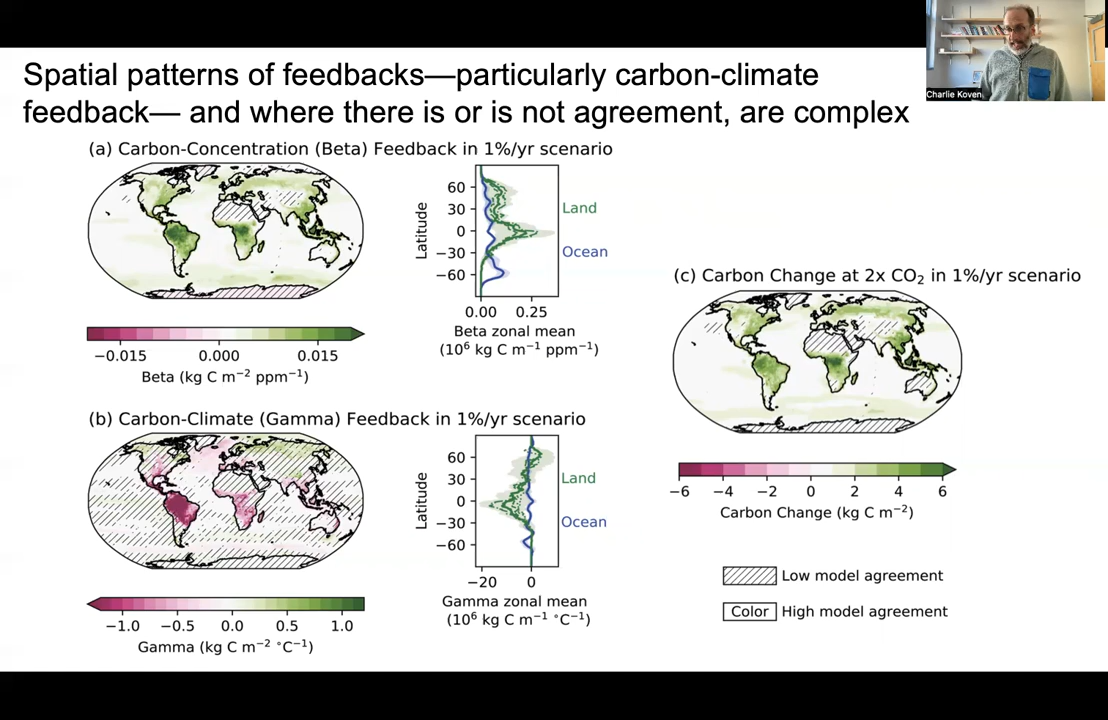 Charlie Koven
Spatial patterns of feedbacks—particularly carbon-climate
feedback— and where there is or is not agreement, are complex
(a) Carbon-Concentration (Beta) Feedback in 1%/yr scenario
60
30
0
−30
−60
Latitude
Land
Ocean
0.00 0.25
Beta zonal mean
(10⁶ kg C m⁻¹ ppm⁻¹)
−0.015 0.000 0.015
Beta (kg C m⁻² ppm⁻¹)
(b) Carbon-Climate (Gamma) Feedback in 1%/yr scenario
60
30
0
−30
−60
Latitude
Land
Ocean
−20 0
Gamma zonal mean
(10⁶ kg C m⁻¹ °C⁻¹)
−1.0 −0.5 0.0 0.5 1.0
Gamma (kg C m⁻² °C⁻¹)
(c) Carbon Change at 2x CO₂ in 1%/yr scenario
−6 −4 −2 0 2 4 6
Carbon Change (kg C m⁻²)
Low model agreement
Color High model agreement